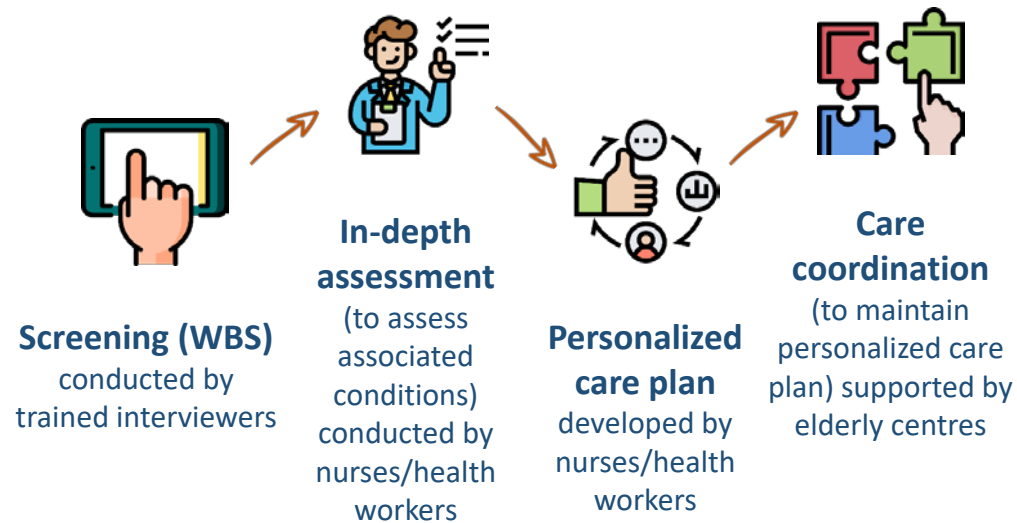 Screening (WBS)
conducted by
trained interviewers
In-depth
assessment
(to assess
associated
conditions)
conducted by
nurses/health
workers
Personalized
care plan
developed by
nurses/health
workers
Care
coordination
(to maintain
personalized care
plan) supported by
elderly centres